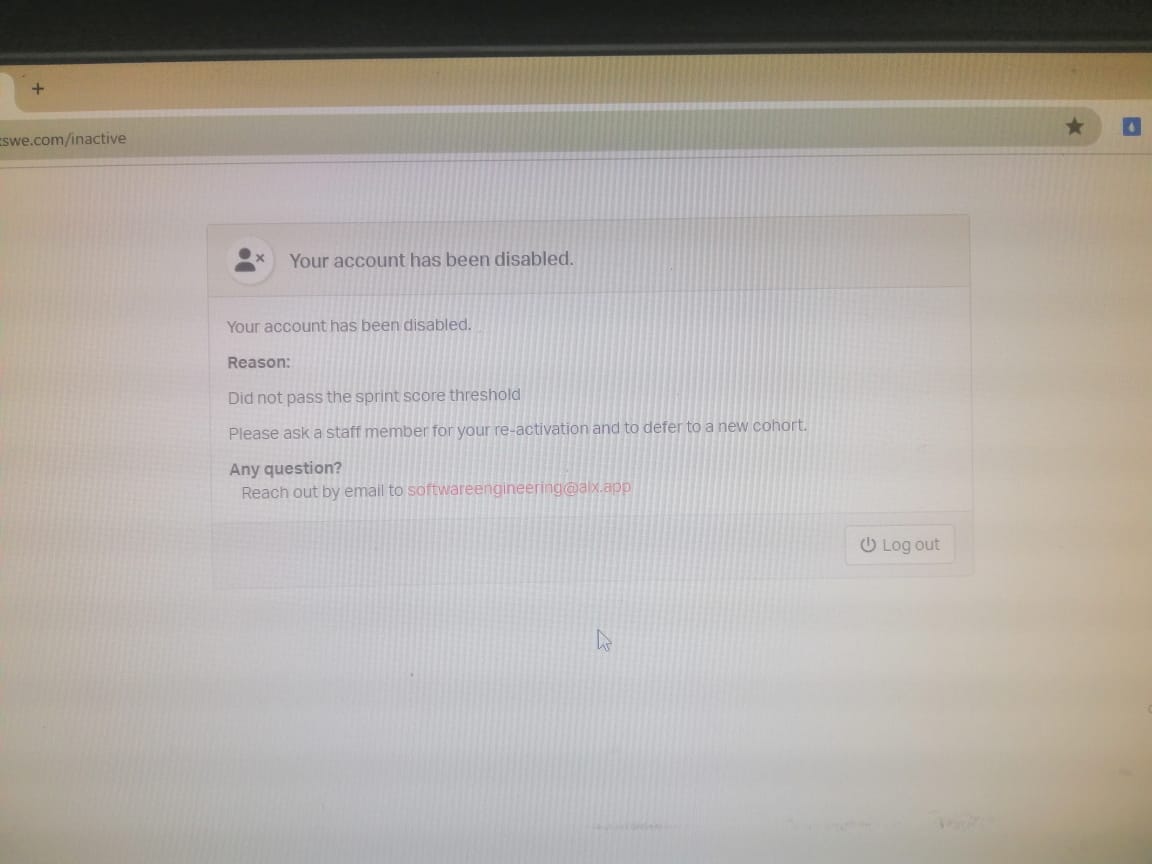 swe.com/inactive
Your account has been disabled.
Your account has been disabled.
Reason:
Did not pass the sprint score threshold
Please ask a staff member for your re-activation and to defer to a new cohort.
Any question?
Reach out by email to softwareengineering@alx.app
Log out